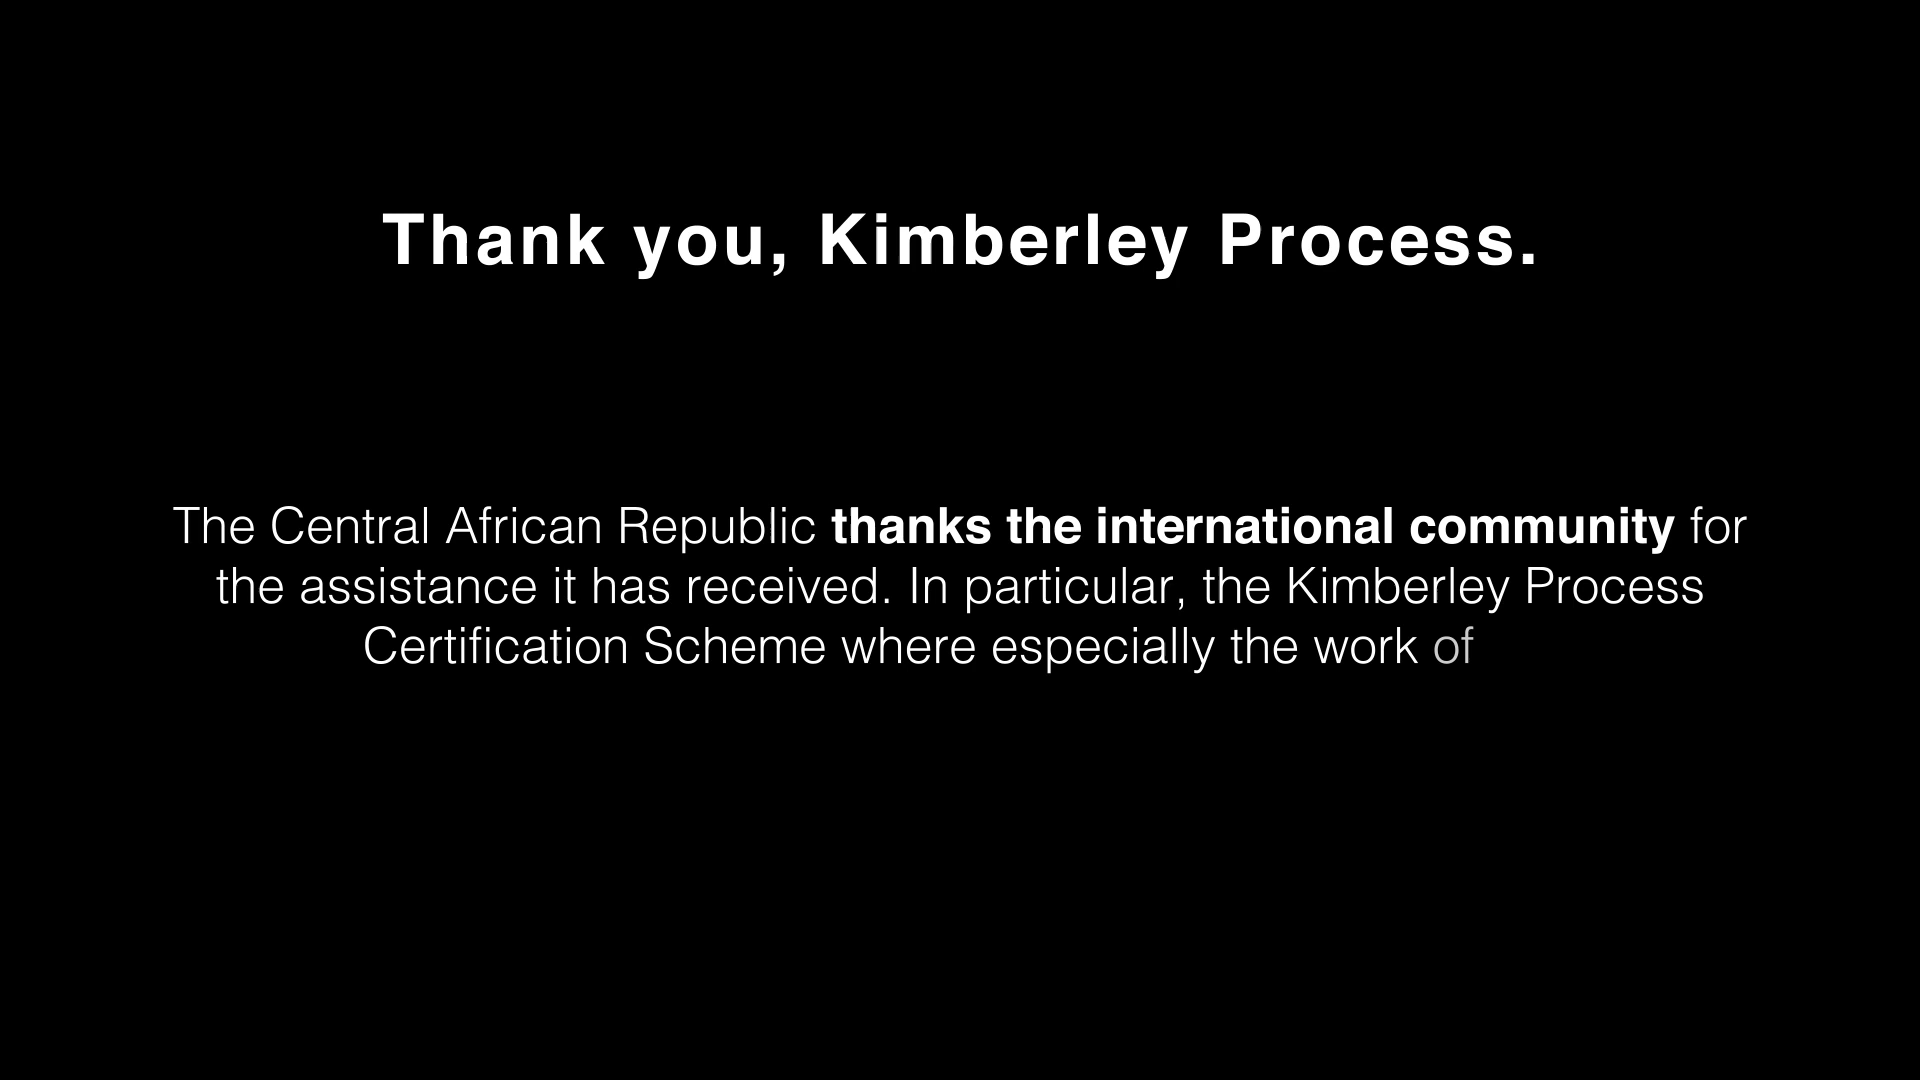 Thank you, Kimberley Process.
The Central African Republic thanks the international community for
the assistance it has received. In particular, the Kimberley Process
Certification Scheme where especially the work of